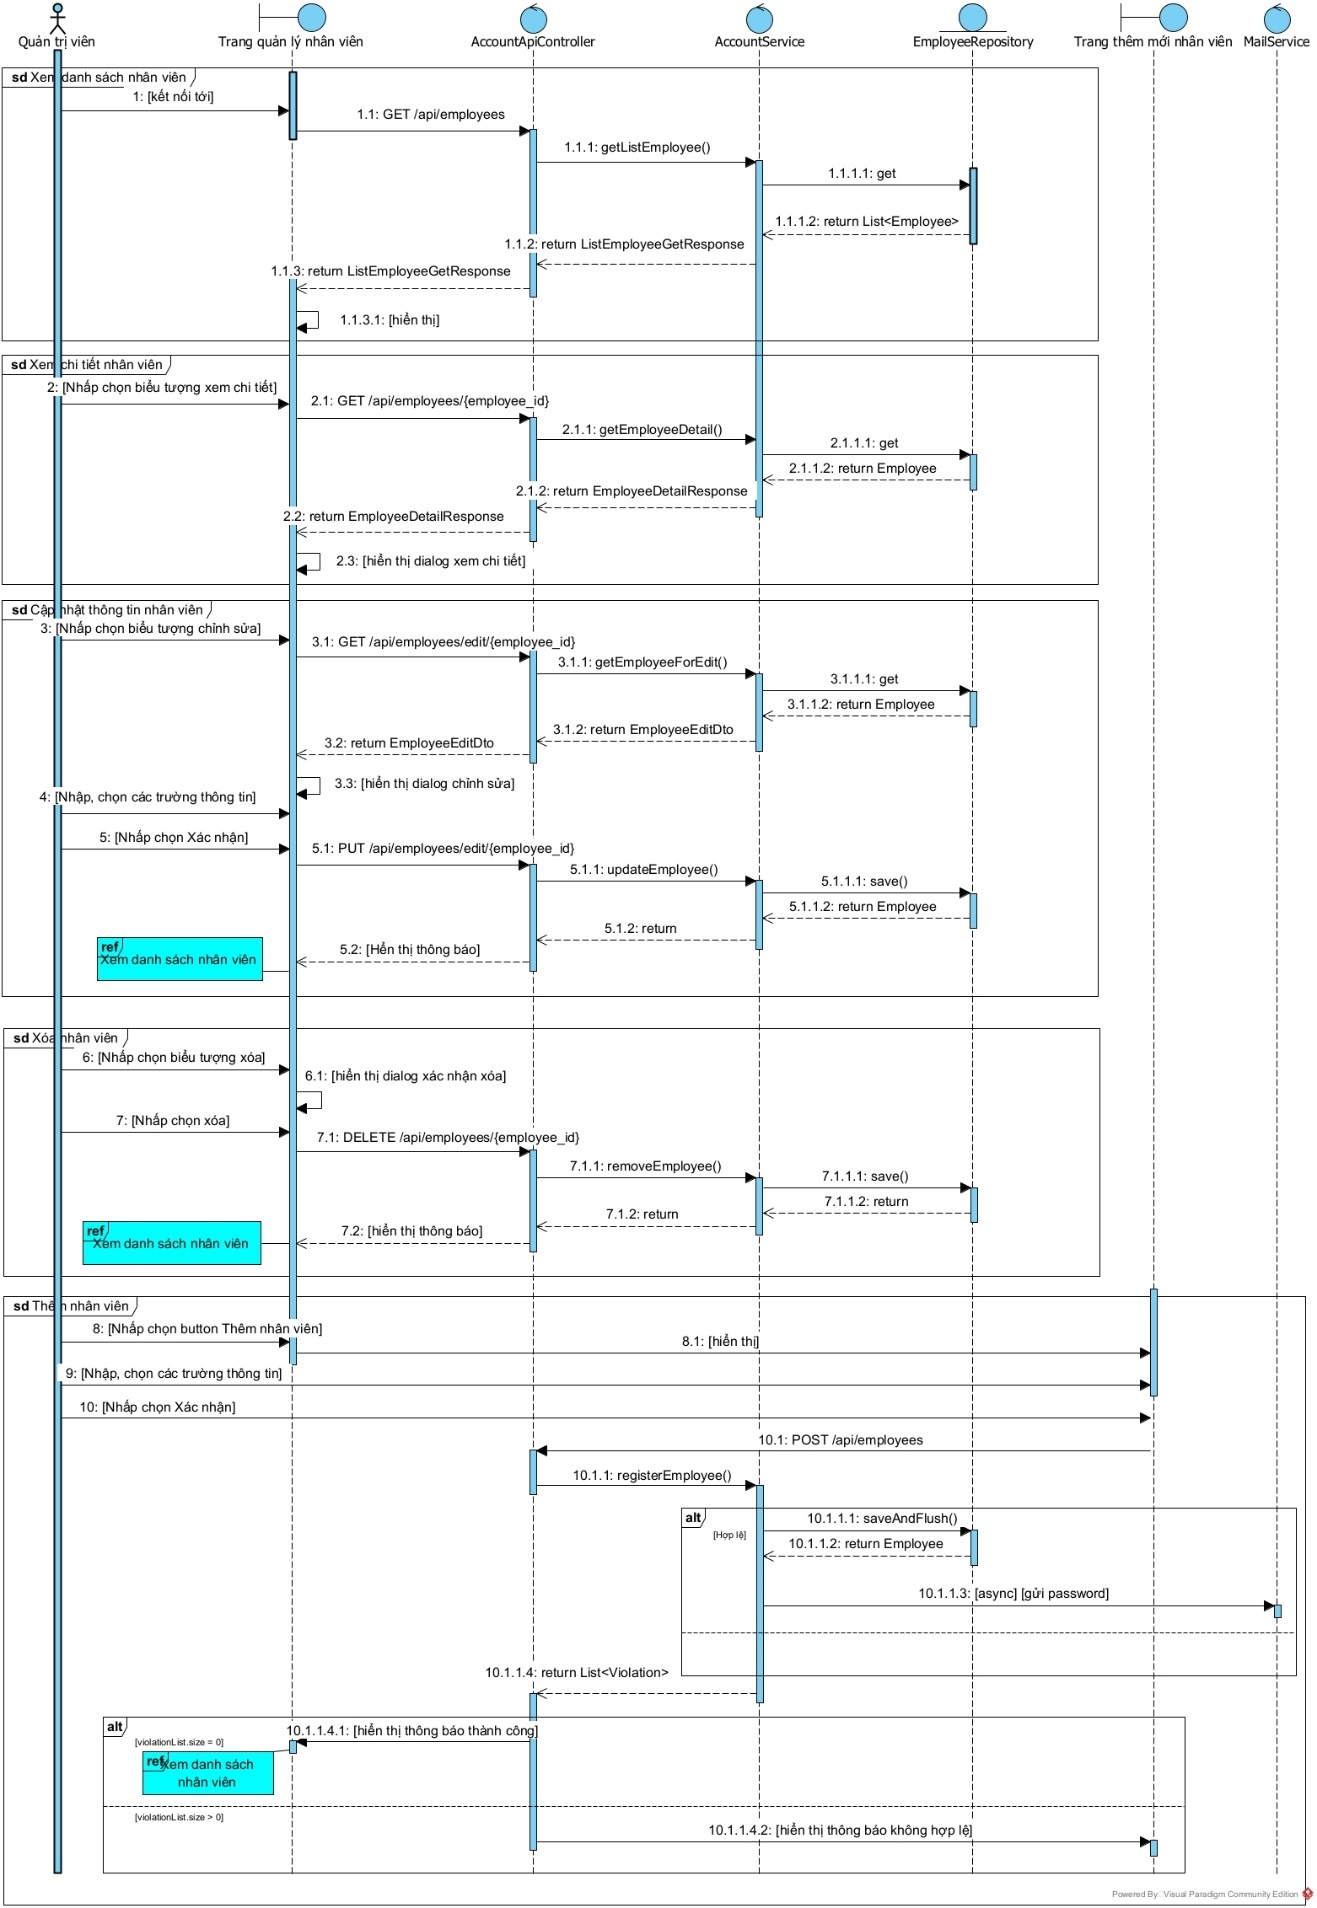 Quản trị viên
Trang quản lý nhân viên
AccountApiController
AccountService
EmployeeRepository
Trang thêm mới nhân viên
MailService
sd Xem danh sách nhân viên
1: [kết nối tới]
1.1: GET /api/employees
1.1.1: getListEmployee()
1.1.1.1: get
1.1.1.2: return List<Employee>
1.1.2: return ListEmployeeGetResponse
1.1.3: return ListEmployeeGetResponse
1.1.3.1: [hiển thị]
sd Xem chi tiết nhân viên
2: [Nhấp chọn biểu tượng xem chi tiết]
2.1: GET /api/employees/{employee_id}
2.1.1: getEmployeeDetail()
2.1.1.1: get
2.1.1.2: return Employee
2.1.2: return EmployeeDetailResponse
2.2: return EmployeeDetailResponse
2.3: [hiển thị dialog xem chi tiết]
sd Cập nhật thông tin nhân viên
3: [Nhấp chọn biểu tượng chỉnh sửa]
3.1: GET /api/employees/edit/{employee_id}
3.1.1: getEmployeeForEdit()
3.1.1.1: get
3.1.1.2: return Employee
3.1.2: return EmployeeEditDto
3.2: return EmployeeEditDto
3.3: [hiển thị dialog chỉnh sửa]
4: [Nhập, chọn các trường thông tin]
5: [Nhấp chọn Xác nhận]
5.1: PUT /api/employees/edit/{employee_id}
5.1.1: updateEmployee()
5.1.1.1: save()
5.1.1.2: return Employee
5.1.2: return
5.2: [Hển thị thông báo]
ref
Xem danh sách nhân viên
sd Xóa nhân viên
6: [Nhấp chọn biểu tượng xóa]
6.1: [hiển thị dialog xác nhận xóa]
7: [Nhấp chọn xóa]
7.1: DELETE /api/employees/{employee_id}
7.1.1: removeEmployee()
7.1.1.1: save()
7.1.1.2: return
7.1.2: return
7.2: [hiển thị thông báo]
ref
Xem danh sách nhân viên
sd Thêm nhân viên
8: [Nhấp chọn button Thêm nhân viên]
8.1: [hiển thị]
9: [Nhập, chọn các trường thông tin]
10: [Nhấp chọn Xác nhận]
10.1: POST /api/employees
10.1.1: registerEmployee()
alt
[Hợp lệ]
10.1.1.1: saveAndFlush()
10.1.1.2: return Employee
10.1.1.3: [async] [gửi password]
10.1.1.4: return List<Violation>
alt
[violationList.size = 0]
10.1.1.4.1: [hiển thị thông báo thành công]
ref
Xem danh sách
nhân viên
[violationList.size > 0]
10.1.1.4.2: [hiển thị thông báo không hợp lệ]
Powered By Visual Paradigm Community Edition